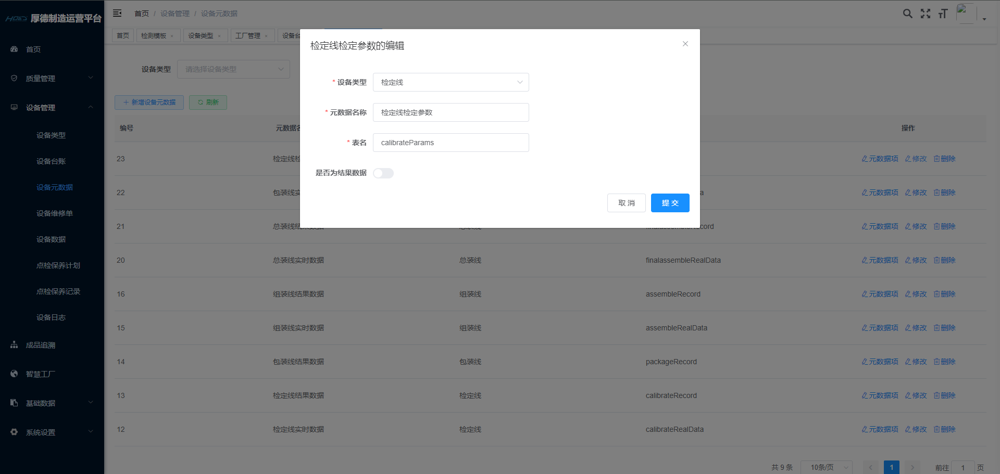 HOLD 厚德制造运营平台
首页 / 设备管理 / 设备元数据
首页 检测模板 × 设备类型 × 工厂管理 × 设备台
首页
质量管理
设备管理
设备类型
设备台账
设备元数据
设备维修单
设备数据
点检保养计划
点检保养记录
设备日志
成品追溯
智慧工厂
基础数据
系统设置
设备类型 请选择设备类型
+ 新增设备元数据 刷新
检定线检定参数的编辑
* 设备类型 检定线
* 元数据名称 检定线检定参数
* 表名 calibrateParams
是否为结果数据
取 消 提 交
编号 元数据名 操作
23 检定线检 元数据项 修改 删除
22 包装线实 a 元数据项 修改 删除
21 总装线结果数据 总装线 finalassembleRecord 元数据项 修改 删除
20 总装线实时数据 总装线 finalassembleRealData 元数据项 修改 删除
16 组装线结果数据 组装线 assembleRecord 元数据项 修改 删除
15 组装线实时数据 组装线 assembleRealData 元数据项 修改 删除
14 包装线结果数据 包装线 packageRecord 元数据项 修改 删除
13 检定线结果数据 检定线 calibrateRecord 元数据项 修改 删除
12 检定线实时数据 检定线 calibrateRealData 元数据项 修改 删除
共 9 条 10条/页 1 前往 1 页